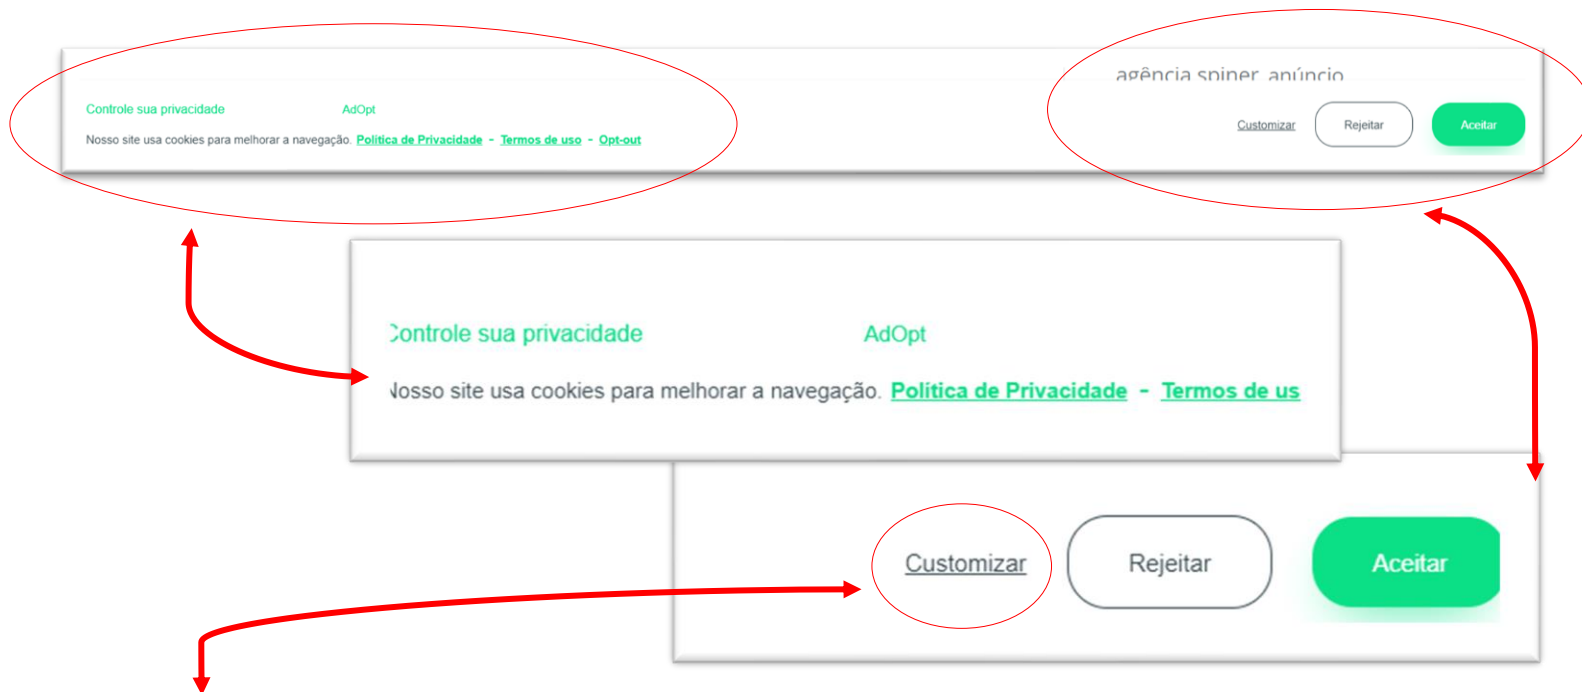 agência spiner, anúncio
Controle sua privacidade AdOpt
Nosso site usa cookies para melhorar a navegação. Política de Privacidade - Termos de uso - Opt-out
Customizar Rejeitar Aceitar
Controle sua privacidade AdOpt
Nosso site usa cookies para melhorar a navegação. Política de Privacidade - Termos de us
Customizar Rejeitar Aceitar